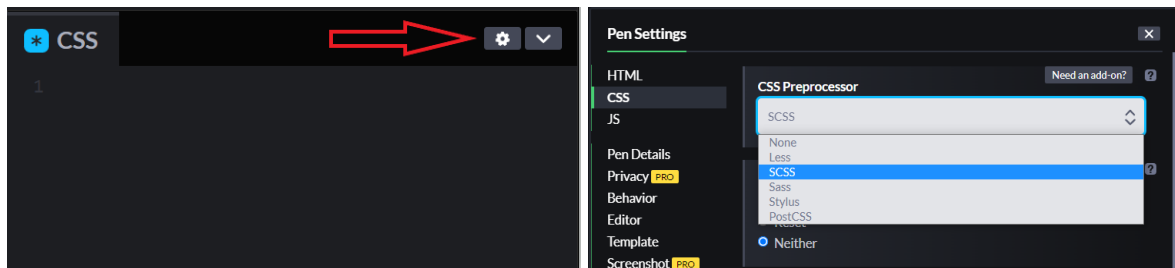 * CSS
1
Pen Settings
HTML
CSS
JS
Pen Details
Privacy PRO
Behavior
Editor
Template
Screenshot PRO
Need an add-on? ?
CSS Preprocessor
SCSS
None
Less
SCSS
Sass
Stylus
PostCSS
?
Reset
Neither